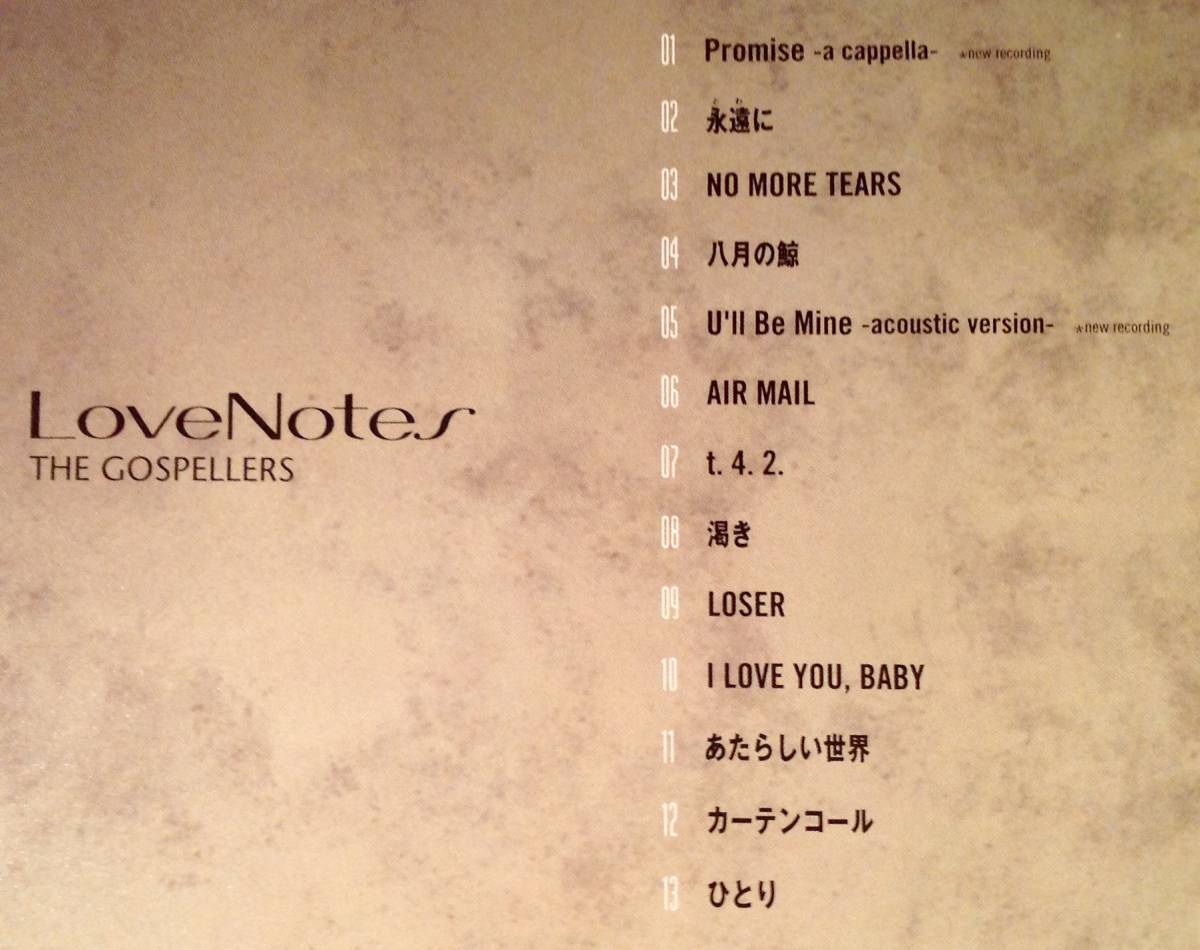 LoveNotes
THE GOSPELLERS
01 Promise -a cappella- *new recording
02 永遠に
03 NO MORE TEARS
04 八月の鯨
05 U'll Be Mine -acoustic version- *new recording
06 AIR MAIL
07 t. 4. 2.
08 渇き
09 LOSER
10 I LOVE YOU, BABY
11 あたらしい世界
12 カーテンコール
13 ひとり